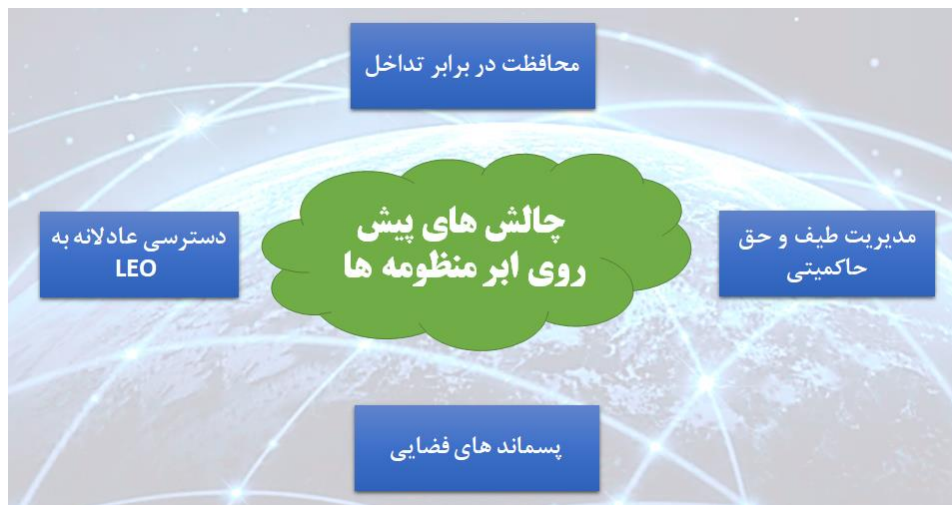 محافظت در برابر تداخل
چالش های پیش
روی ابر منظومه ها
مدیریت طیف و حق
حاکمیتی
دسترسی عادلانه به
LEO
پسماند های فضایی